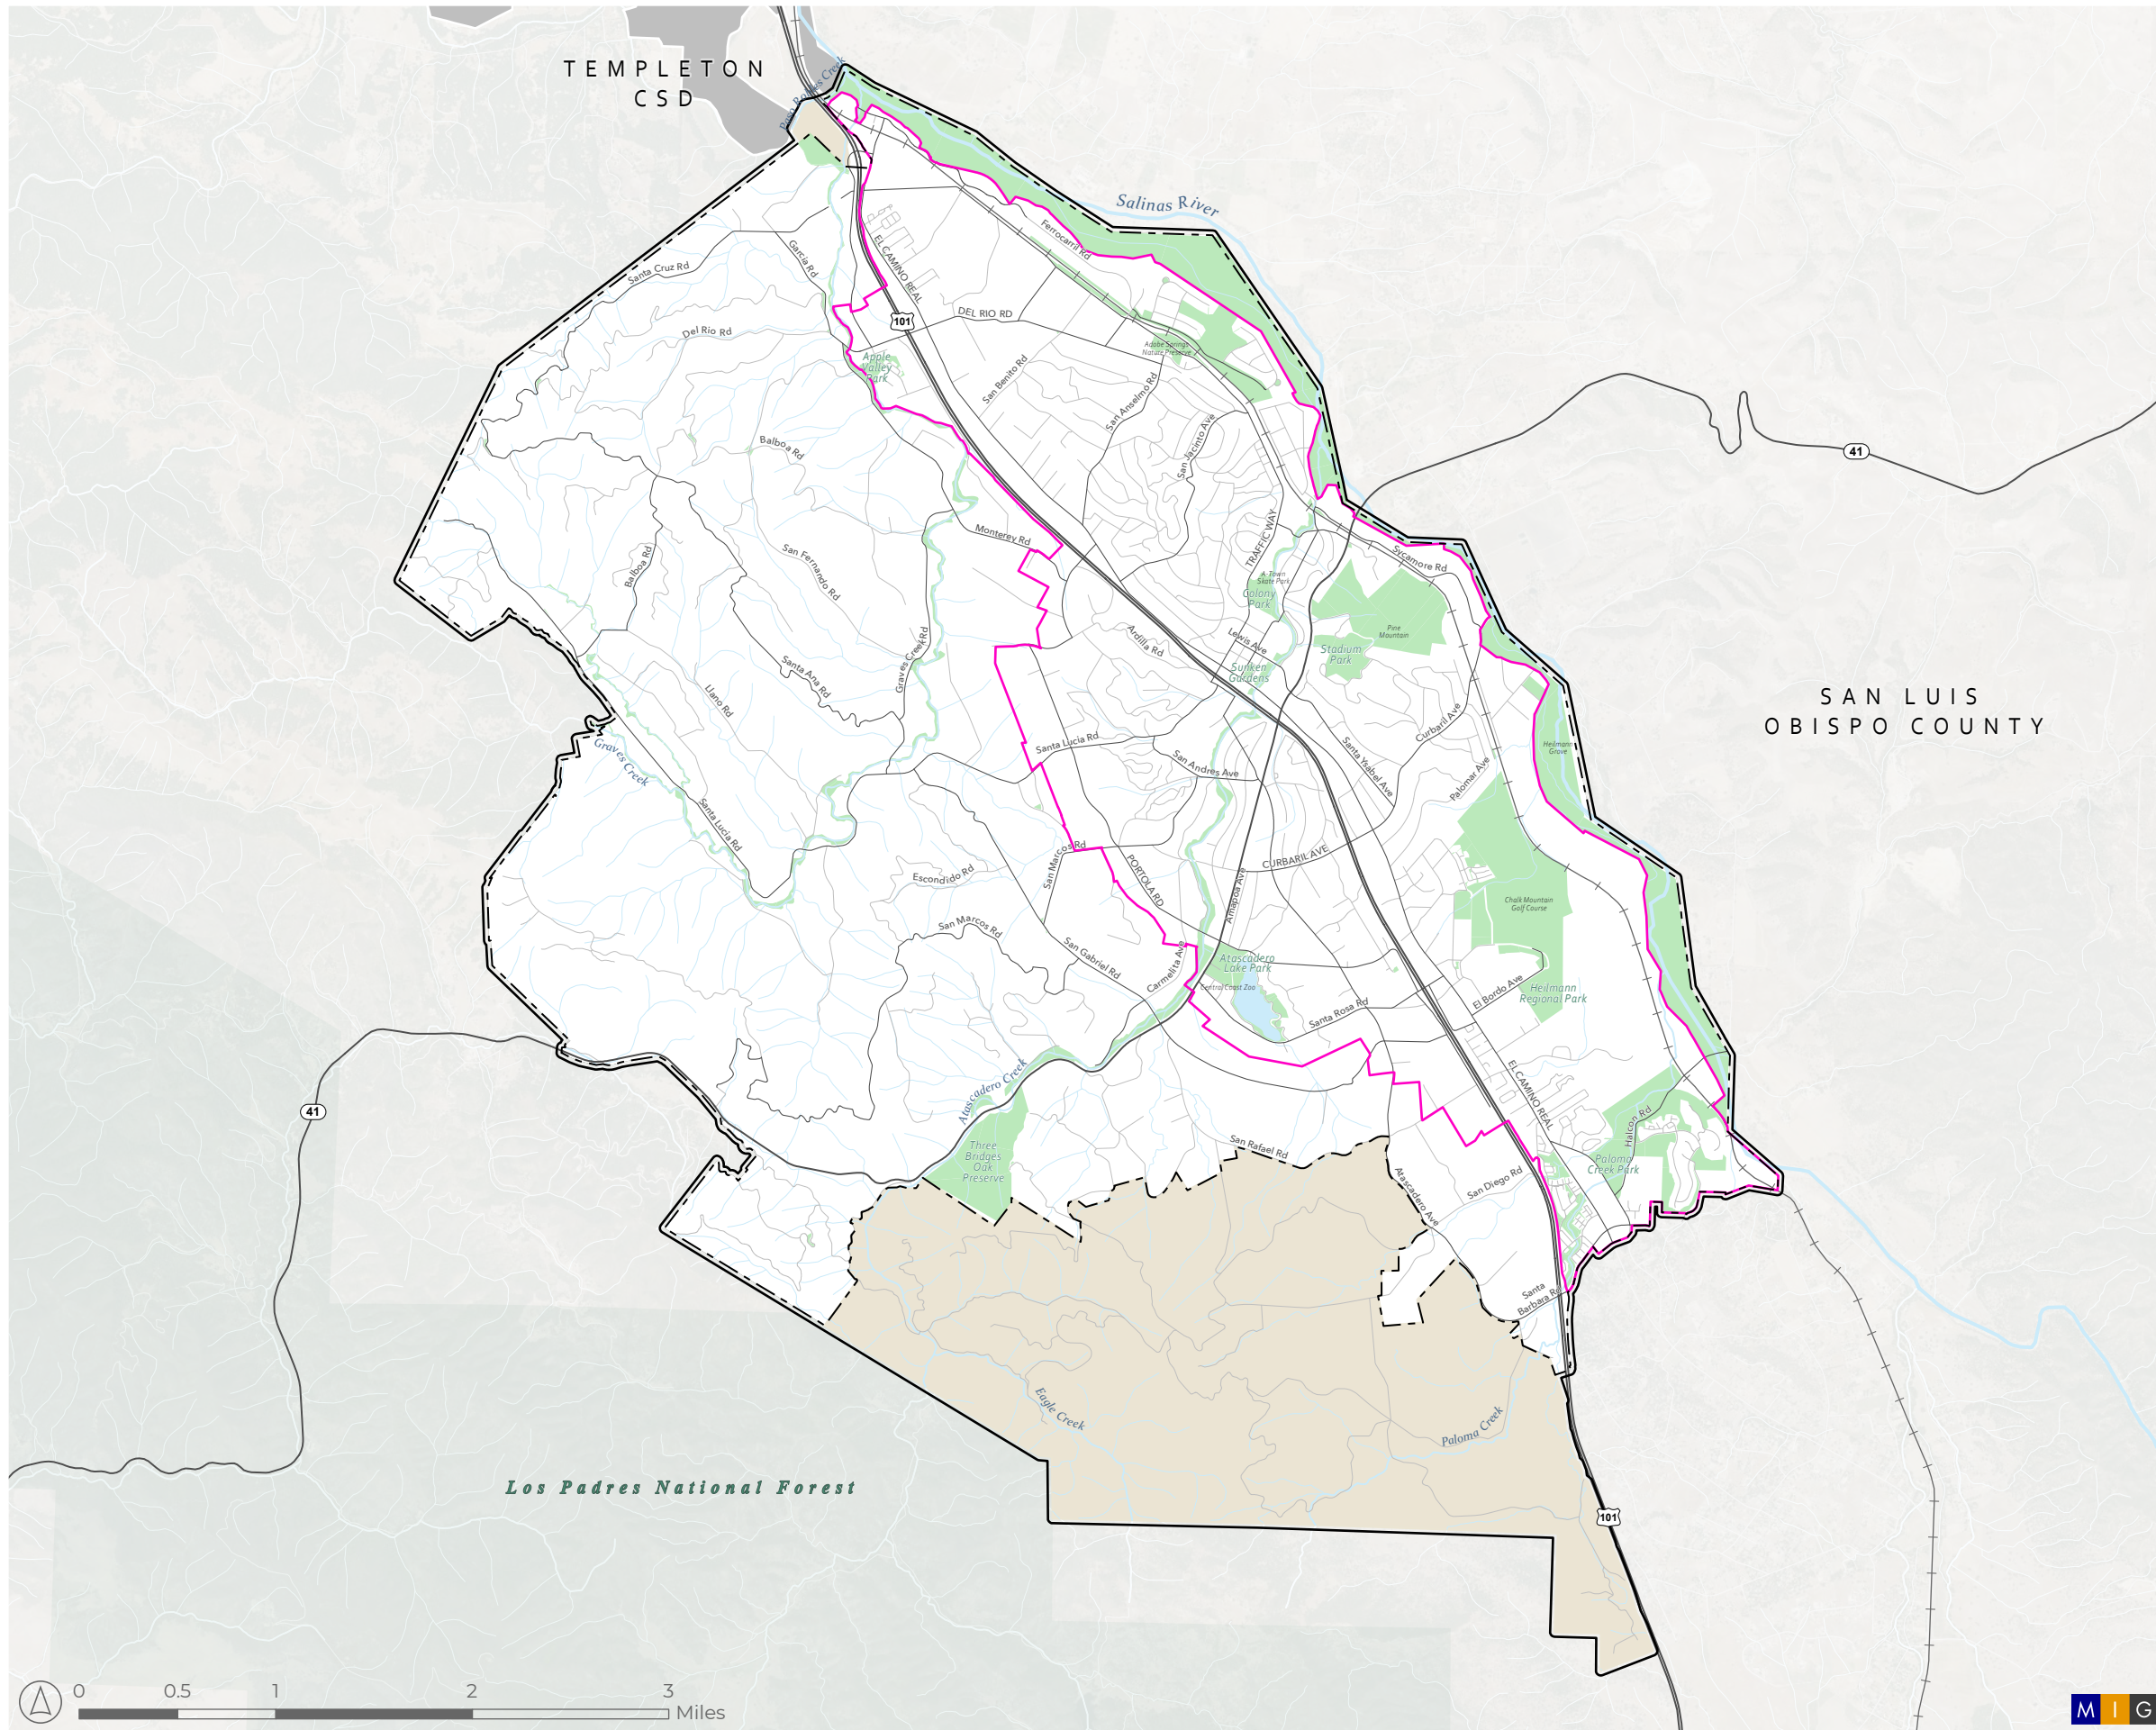 TEMPLETON
CSD
Paso Robles Creek
Salinas River
Ferrocarril Rd
Garcia Rd
EL CAMINO REAL
Santa Cruz Rd
101
DEL RIO RD
Del Rio Rd
Adobe Springs
Nature Preserve
Apple
Valley
Park
San Benito Rd
San Anselmo Rd
San Jacinto Ave
41
Balboa Rd
Monterey Rd
TRAFFIC WAY
Balboa Rd
San Fernando Rd
Sycamore Rd
A-Town
Skate Park
Colony
Park
Pine
Mountain
Ardilla Rd
Lewis Ave
Stadium
Park
Sunken
Gardens
Graves Creek Rd
Santa Ana Rd
Llano Rd
SAN LUIS
OBISPO COUNTY
Graves Creek
Santa Lucia Rd
San Andres Ave
Santa Ysabel Ave
Curbaril Ave
Palomar Ave
Heilmann
Grove
Santa Lucia Rd
San Marcos Rd
CURBARIL AVE
Escondido Rd
PORTOLA RD
Amapoa Ave
Chalk Mountain
Golf Course
San Marcos Rd
San Gabriel Rd
Carmelita Ave
Atascadero
Lake Park
Central Coast Zoo
El Bordo Ave
Heilmann
Regional Park
Santa Rosa Rd
41
Atascadero Creek
EL CAMINO REAL
Halcon Rd
Three
Bridges
Oak
Preserve
San Rafael Rd
Paloma
Creek Park
Atascadero Ave
San Diego Rd
Santa
Barbara Rd
Eagle Creek
Paloma Creek
Los Padres National Forest
101
0 0.5 1 2 3
Miles
M I G